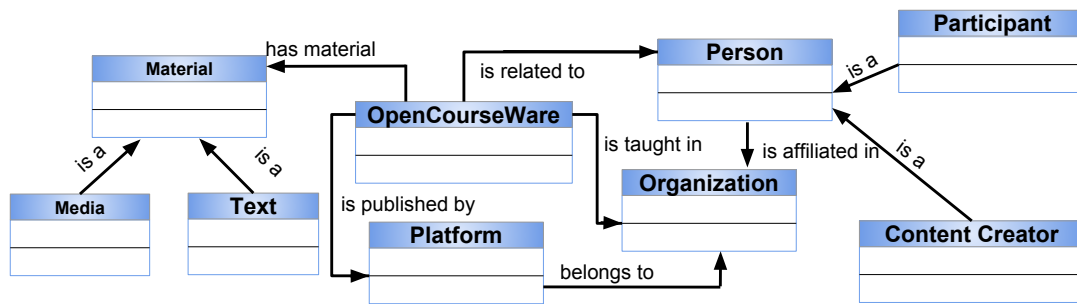 Participant
has material
Person
Material
is related to
is a
OpenCourseWare
is taught in
is affiliated in
is a
is a
is a
Organization
Media
Text
is published by
Platform
Content Creator
belongs to